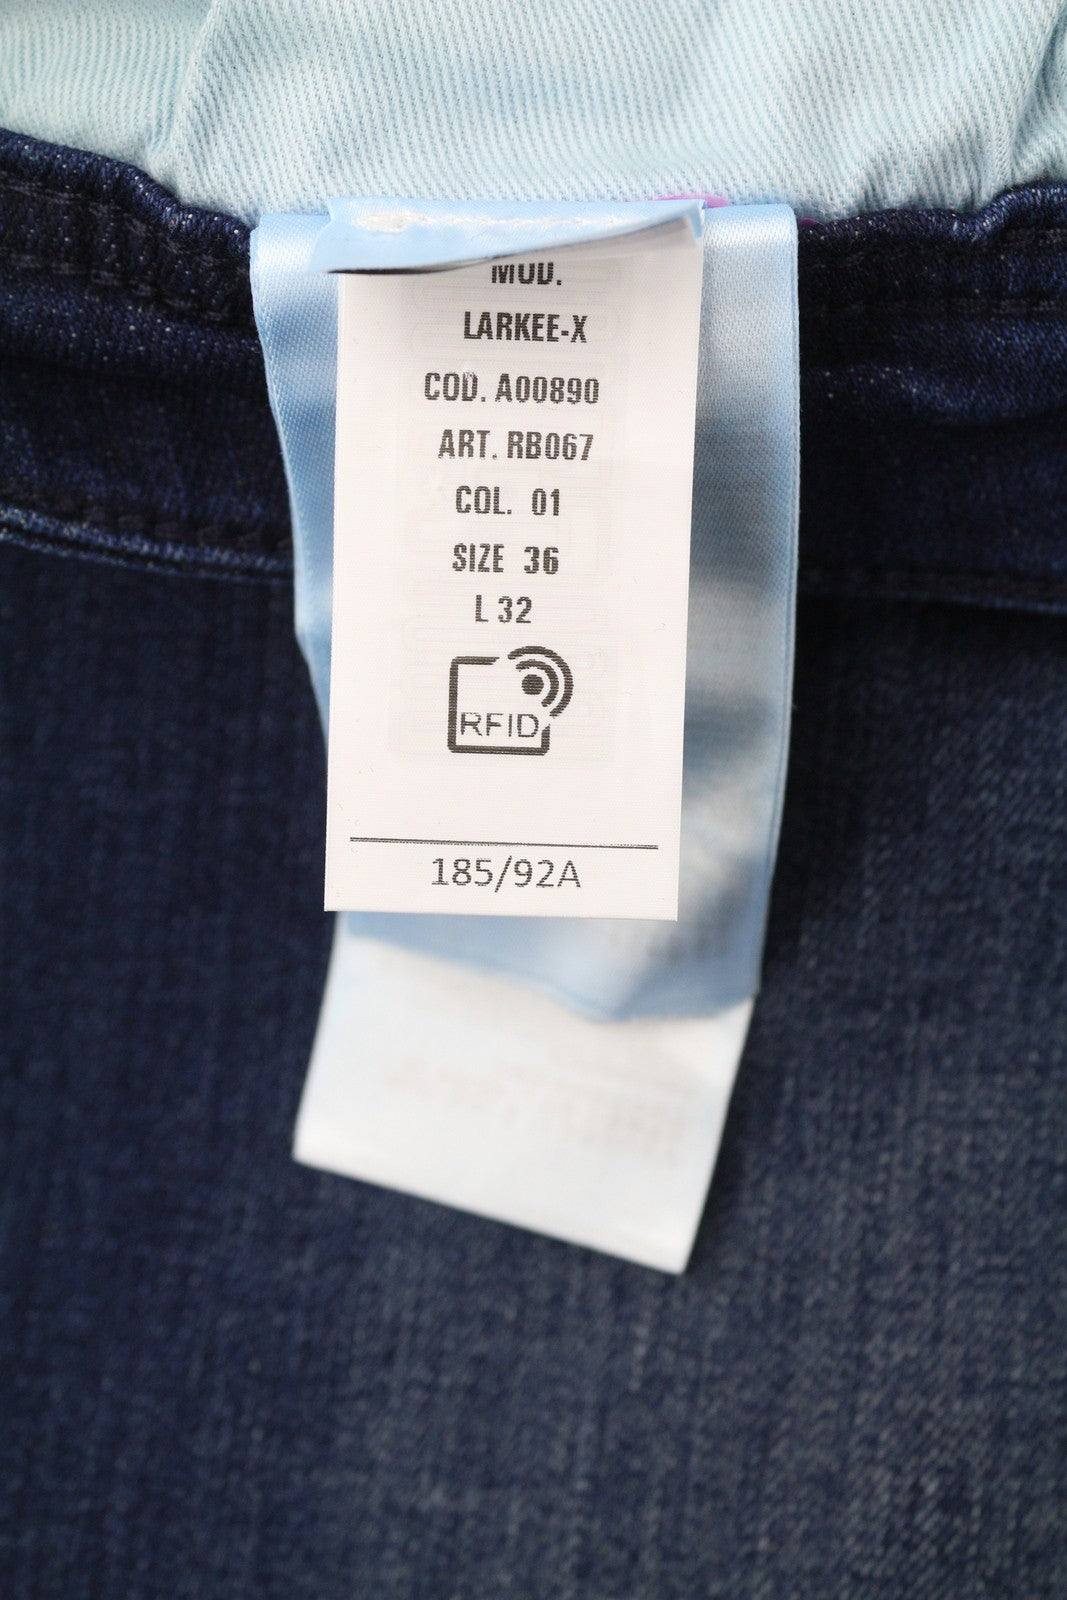 MOD.
LARKEE-X
COD. A00890
ART. RB067
COL. 01
SIZE 36
L 32
RFID
185/92A